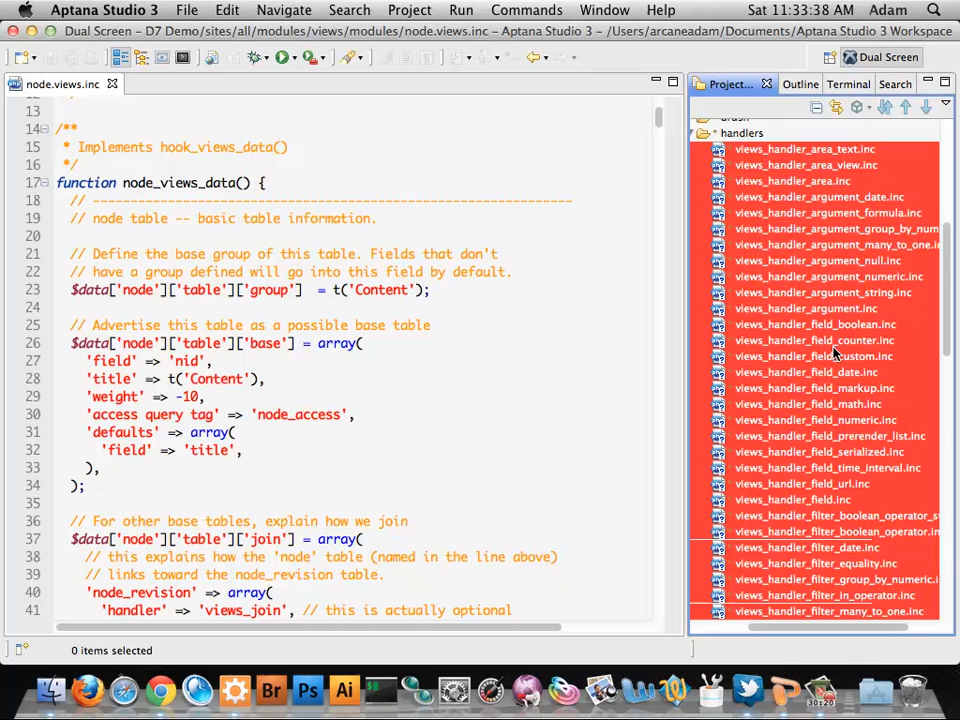 Aptana Studio 3 File Edit Navigate Search Project Run Commands Window Help Sat 11:33:38 AM Adam
Dual Screen - D7 Demo/sites/all/modules/views/modules/node.views.inc - Aptana Studio 3 - /Users/arcaneadam/Documents/Aptana Studio 3 Workspace
Dual Screen
node.views.inc
Project... Outline Terminal Search
13
14 /**
15 * Implements hook_views_data()
16 */
17 function node_views_data() {
18 // ----------------------------------------------------------------
19 // node table -- basic table information.
20
21 // Define the base group of this table. Fields that don't
22 // have a group defined will go into this field by default.
23 $data['node']['table']['group'] = t('Content');
24
25 // Advertise this table as a possible base table
26 $data['node']['table']['base'] = array(
27 'field' => 'nid',
28 'title' => t('Content'),
29 'weight' => -10,
30 'access query tag' => 'node_access',
31 'defaults' => array(
32 'field' => 'title',
33 ),
34 );
35
36 // For other base tables, explain how we join
37 $data['node']['table']['join'] = array(
38 // this explains how the 'node' table (named in the line above)
39 // links toward the node_revision table.
40 'node_revision' => array(
41 'handler' => 'views_join', // this is actually optional
* handlers
views_handler_area_text.inc
views_handler_area_view.inc
views_handler_area.inc
views_handler_argument_date.inc
views_handler_argument_formula.inc
views_handler_argument_group_by_num
views_handler_argument_many_to_one.i
views_handler_argument_null.inc
views_handler_argument_numeric.inc
views_handler_argument_string.inc
views_handler_argument.inc
views_handler_field_boolean.inc
views_handler_field_counter.inc
views_handler_field_custom.inc
views_handler_field_date.inc
views_handler_field_markup.inc
views_handler_field_math.inc
views_handler_field_numeric.inc
views_handler_field_prerender_list.inc
views_handler_field_serialized.inc
views_handler_field_time_interval.inc
views_handler_field_url.inc
views_handler_field.inc
views_handler_filter_boolean_operator_s
views_handler_filter_boolean_operator.in
views_handler_filter_date.inc
views_handler_filter_equality.inc
views_handler_filter_group_by_numeric.i
views_handler_filter_in_operator.inc
views_handler_filter_many_to_one.inc
0 items selected
Br Ps Ai
30:20